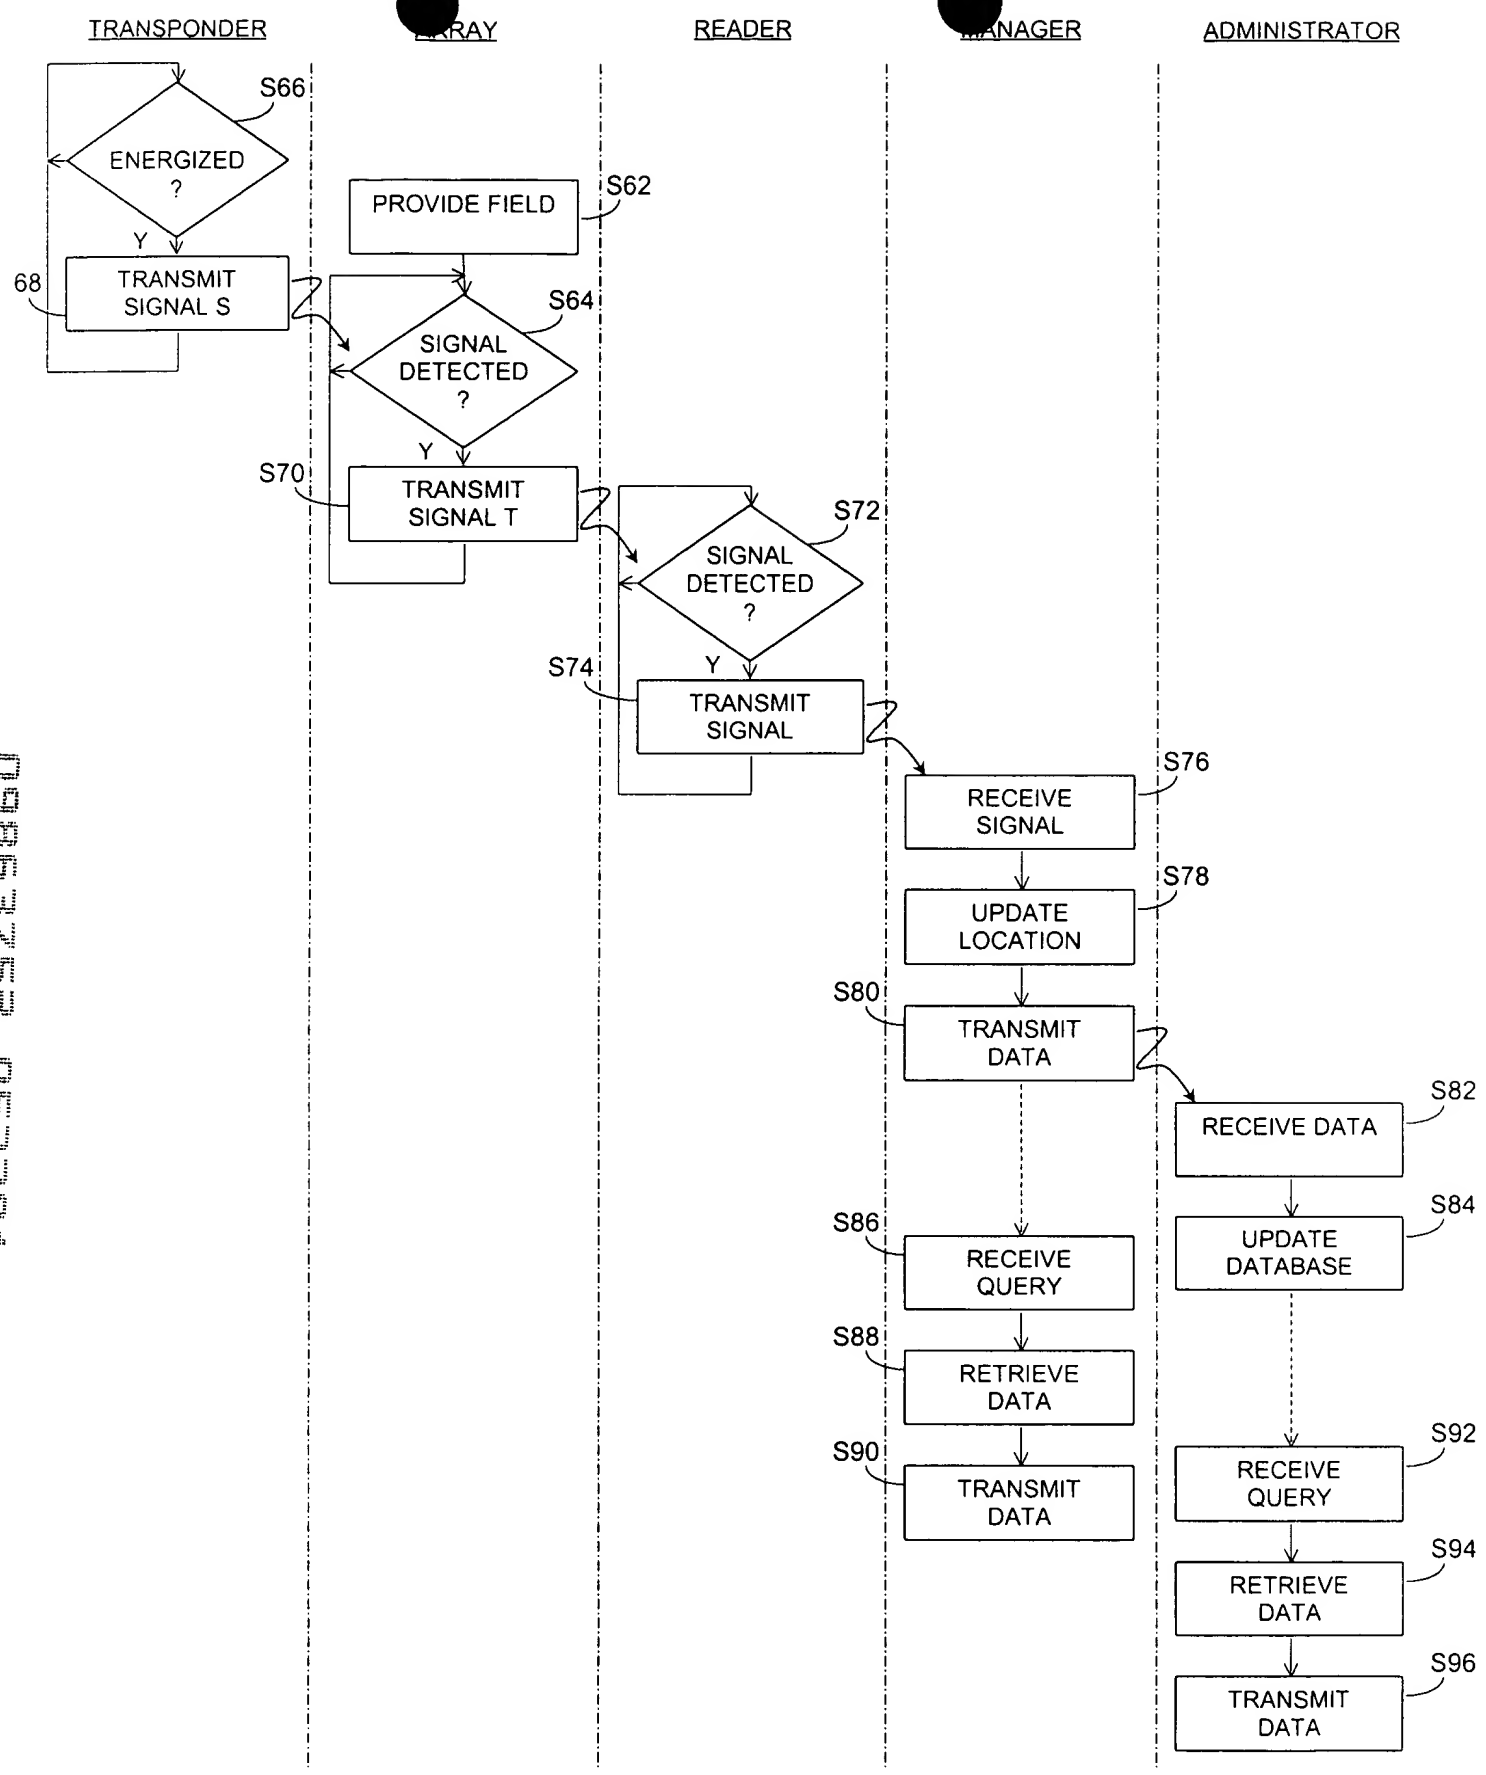 TRANSPONDER
ARRAY
READER
MANAGER
ADMINISTRATOR
S66
ENERGIZED
?
Y
68
TRANSMIT
SIGNAL S
S62
PROVIDE FIELD
S64
SIGNAL
DETECTED
?
Y
S70
TRANSMIT
SIGNAL T
S72
SIGNAL
DETECTED
?
Y
S74
TRANSMIT
SIGNAL
S76
RECEIVE
SIGNAL
S78
UPDATE
LOCATION
S80
TRANSMIT
DATA
S82
RECEIVE DATA
S84
UPDATE
DATABASE
S86
RECEIVE
QUERY
S88
RETRIEVE
DATA
S90
TRANSMIT
DATA
S92
RECEIVE
QUERY
S94
RETRIEVE
DATA
S96
TRANSMIT
DATA